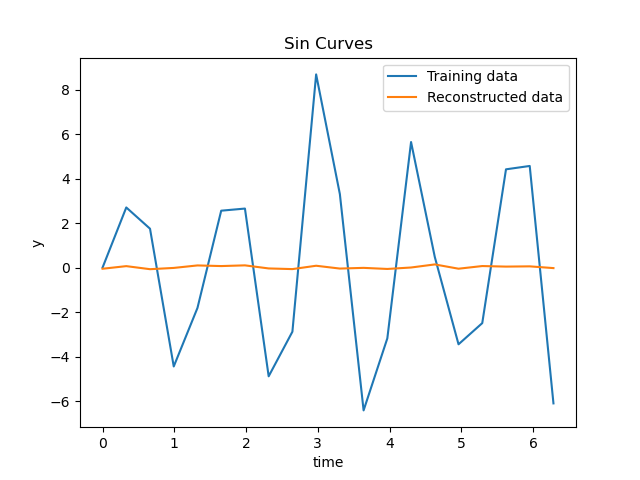 Sin Curves
Training data
Reconstructed data
8
6
4
2
0
−2
−4
−6
y
0 1 2 3 4 5 6
time